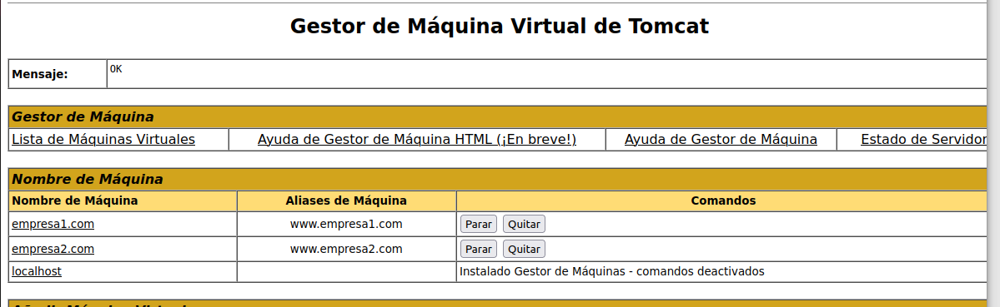 Gestor de Máquina Virtual de Tomcat
Mensaje: OK
Gestor de Máquina
Lista de Máquinas Virtuales Ayuda de Gestor de Máquina HTML (¡En breve!) Ayuda de Gestor de Máquina Estado de Servidor
Nombre de Máquina
Nombre de Máquina Aliases de Máquina Comandos
empresa1.com www.empresa1.com Parar Quitar
empresa2.com www.empresa2.com Parar Quitar
localhost Instalado Gestor de Máquinas - comandos deactivados